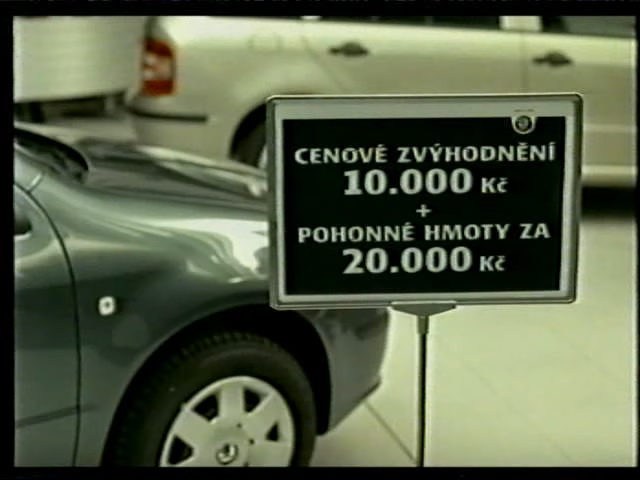 CENOVÉ ZVÝHODNĚNÍ
10.000 Kč
+
POHONNÉ HMOTY ZA
20.000 Kč